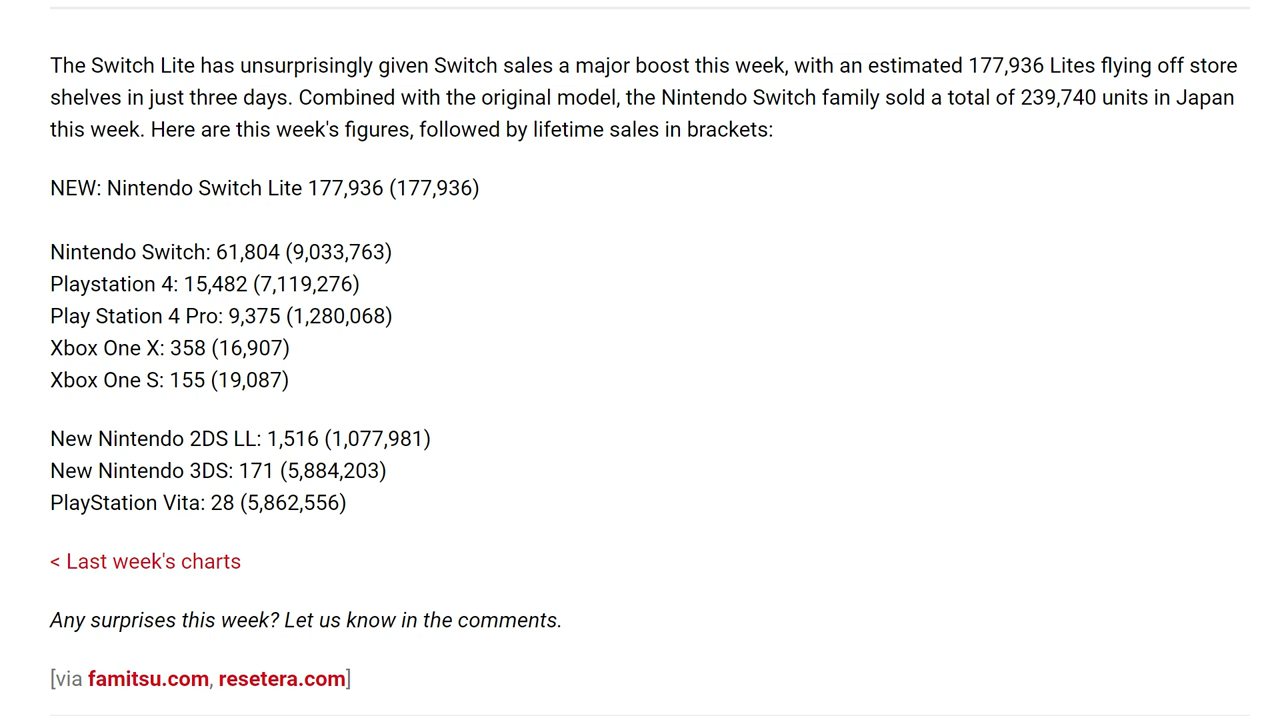 The Switch Lite has unsurprisingly given Switch sales a major boost this week, with an estimated 177,936 Lites flying off store
shelves in just three days. Combined with the original model, the Nintendo Switch family sold a total of 239,740 units in Japan
this week. Here are this week's figures, followed by lifetime sales in brackets:
NEW: Nintendo Switch Lite 177,936 (177,936)
Nintendo Switch: 61,804 (9,033,763)
Playstation 4: 15,482 (7,119,276)
Play Station 4 Pro: 9,375 (1,280,068)
Xbox One X: 358 (16,907)
Xbox One S: 155 (19,087)
New Nintendo 2DS LL: 1,516 (1,077,981)
New Nintendo 3DS: 171 (5,884,203)
PlayStation Vita: 28 (5,862,556)
< Last week's charts
Any surprises this week? Let us know in the comments.
[via famitsu.com, resetera.com]